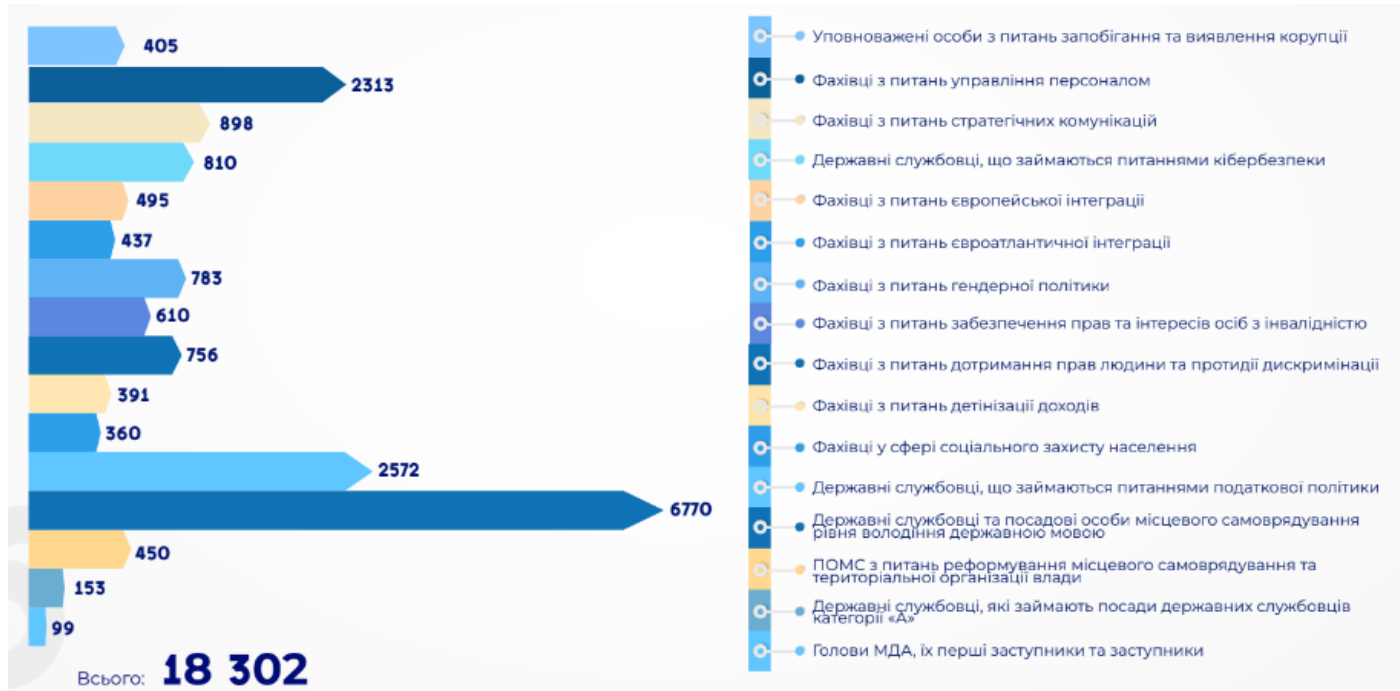 405
2313
898
810
495
437
783
610
756
391
360
2572
6770
450
153
99
Всього: 18 302
Уповноважені особи з питань запобігання та виявлення корупції
Фахівці з питань управління персоналом
Фахівці з питань стратегічних комунікацій
Державні службовці, що займаються питаннями кібербезпеки
Фахівці з питань європейської інтеграції
Фахівці з питань євроатлантичної інтеграції
Фахівці з питань гендерної політики
Фахівці з питань забезпечення прав та інтересів осіб з інвалідністю
Фахівці з питань дотримання прав людини та протидії дискримінації
Фахівці з питань детінізації доходів
Фахівці у сфері соціального захисту населення
Державні службовці, що займаються питаннями податкової політики
Державні службовці та посадові особи місцевого самоврядування
рівня володіння державною мовою
ПОМС з питань реформування місцевого самоврядування та
територіальної організації влади
Державні службовці, які займають посади державних службовців
категорії «А»
Голови МДА, їх перші заступники та заступники